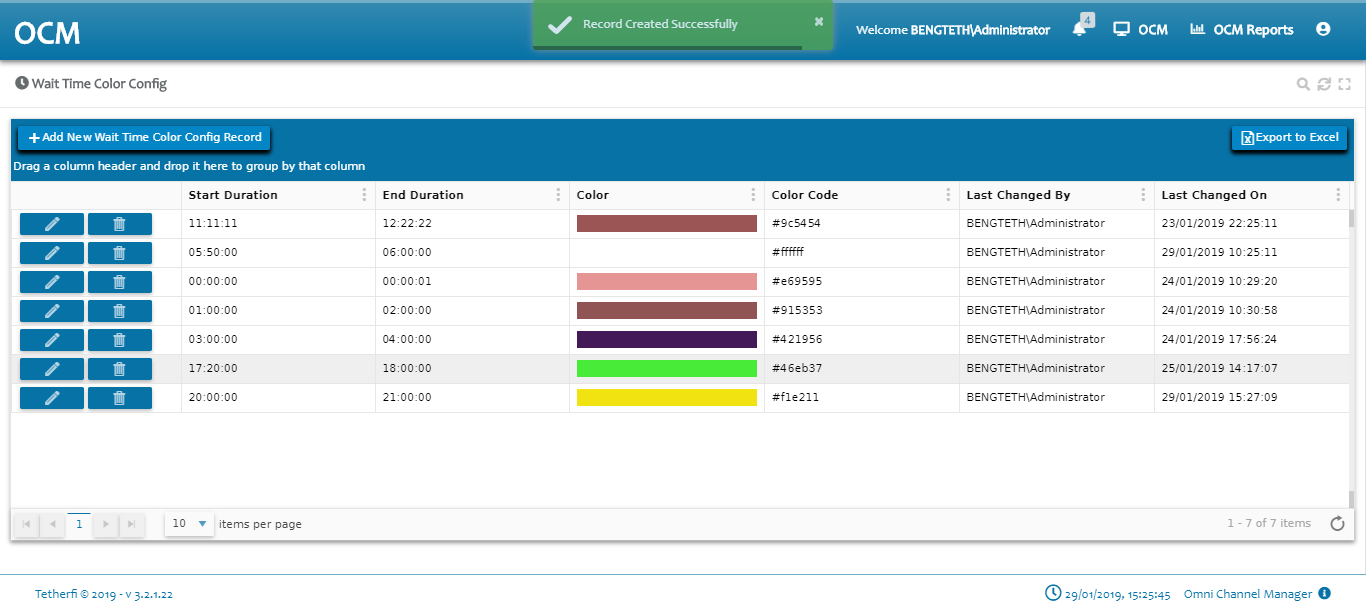 OCM
Record Created Successfully
Welcome BENGTETH\Administrator
4
OCM
OCM Reports
Wait Time Color Config
Add New Wait Time Color Config Record
Export to Excel
Drag a column header and drop it here to group by that column
Start Duration End Duration Color Color Code Last Changed By Last Changed On
11:11:11 12:22:22 #9c5454 BENGTETH\Administrator 23/01/2019 22:25:11
05:50:00 06:00:00 #ffffff BENGTETH\Administrator 29/01/2019 10:25:11
00:00:00 00:00:01 #e69595 BENGTETH\Administrator 24/01/2019 10:29:20
01:00:00 02:00:00 #915353 BENGTETH\Administrator 24/01/2019 10:30:58
03:00:00 04:00:00 #421956 BENGTETH\Administrator 24/01/2019 17:56:24
17:20:00 18:00:00 #46eb37 BENGTETH\Administrator 25/01/2019 14:17:07
20:00:00 21:00:00 #f1e211 BENGTETH\Administrator 29/01/2019 15:27:09
1 10 items per page 1 - 7 of 7 items
Tetherfi © 2019 - v 3.2.1.22 29/01/2019, 15:25:45 Omni Channel Manager